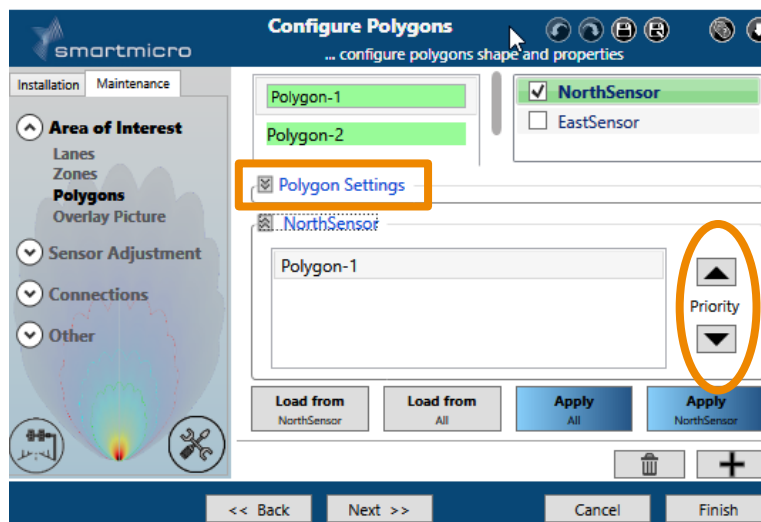 smartmicro
Configure Polygons
... configure polygons shape and properties
Installation
Maintenance
Area of Interest
Lanes
Zones
Polygons
Overlay Picture
Sensor Adjustment
Connections
Other
Polygon-1
Polygon-2
NorthSensor
EastSensor
Polygon Settings
NorthSensor
Polygon-1
Priority
Load from
NorthSensor
Load from
All
Apply
All
Apply
NorthSensor
<< Back
Next >>
Cancel
Finish